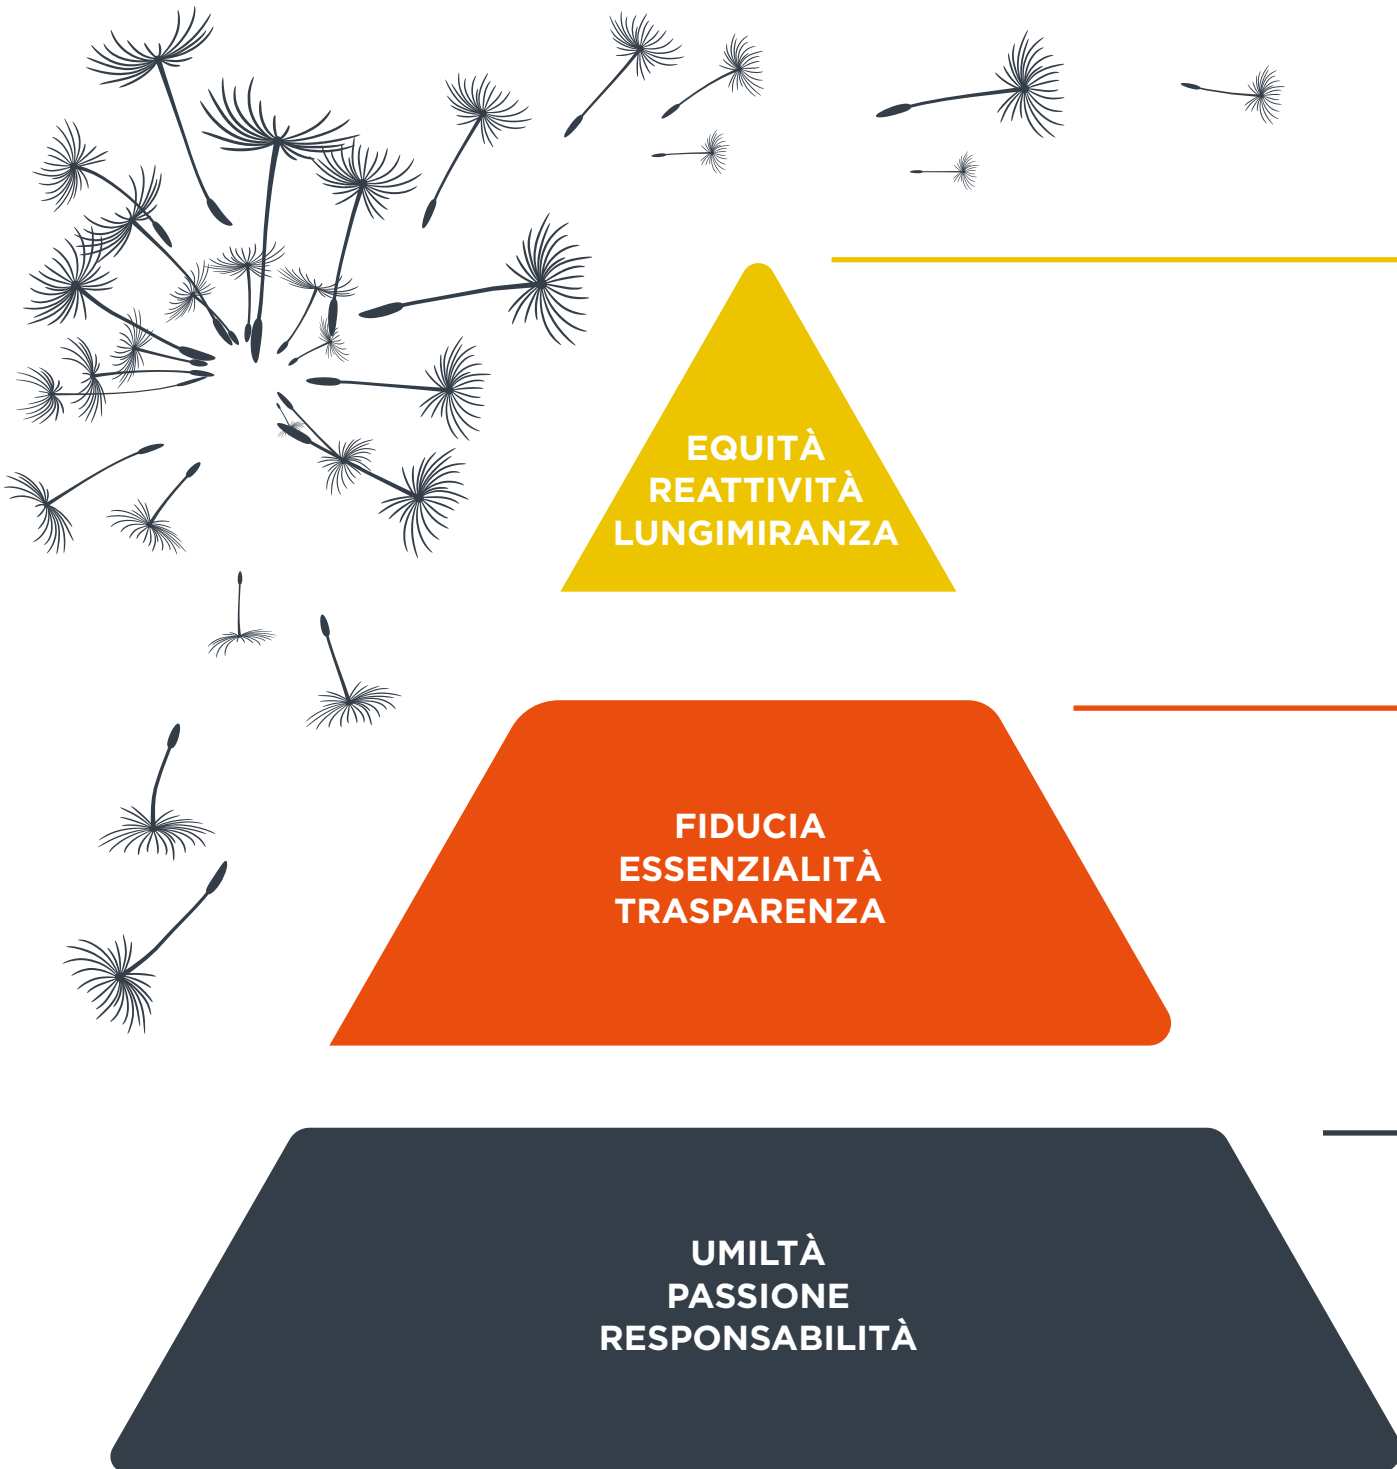 EQUITÀ
REATTIVITÀ
LUNGIMIRANZA
FIDUCIA
ESSENZIALITÀ
TRASPARENZA
UMILTÀ
PASSIONE
RESPONSABILITÀ